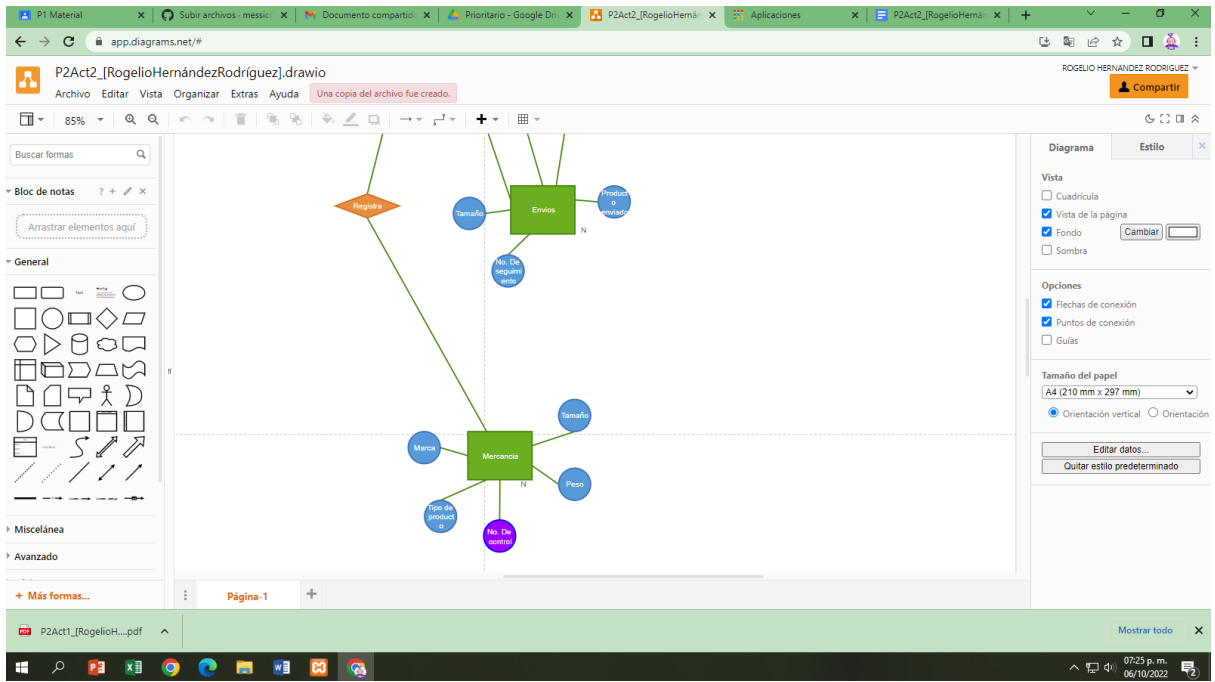 P1 Material
Subir archivos - messicr
Documento compartido
Prioritario - Google Dri
P2Act2_[RogelioHernán
Aplicaciones
P2Act2_[RogelioHernán
app.diagrams.net/#
P2Act2_[RogelioHernándezRodríguez].drawio
ROGELIO HERNANDEZ RODRIGUEZ
Archivo Editar Vista Organizar Extras Ayuda
Una copia del archivo fue creado.
Compartir
85%
Buscar formas
Bloc de notas
Arrastrar elementos aquí
General
Text
Miscelánea
Avanzado
+ Más formas...
Registra
Tamaño
Envios
Product
o
enviado
N
No. De
seguimi
ento
Tamaño
Marca
Mercancia
N
Peso
Tipo de
product
o
No. De
control
Página-1
Diagrama
Estilo
Vista
Cuadrícula
Vista de la página
Fondo
Cambiar
Sombra
Opciones
Flechas de conexión
Puntos de conexión
Guías
Tamaño del papel
A4 (210 mm x 297 mm)
Orientación vertical
Orientación
Editar datos...
Quitar estilo predeterminado
P2Act1_[RogelioH....pdf
Mostrar todo
07:25 p. m.
06/10/2022
2